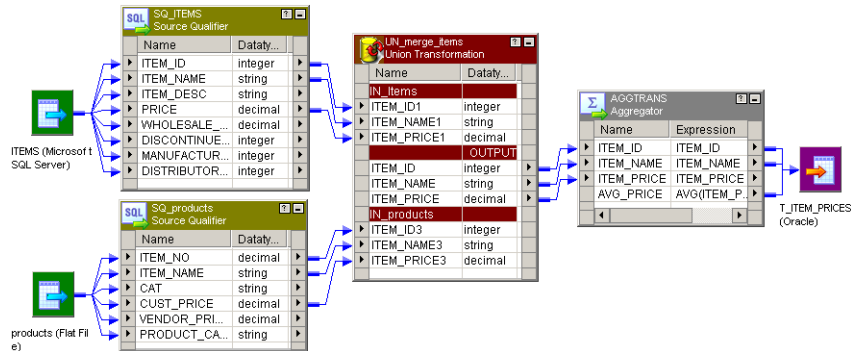 SQL
SQ_ITEMS
Source Qualifier
Name Dataty...
ITEM_ID integer
ITEM_NAME string
ITEM_DESC string
PRICE decimal
WHOLESALE_... decimal
DISCONTINUE... integer
MANUFACTUR... integer
DISTRIBUTOR... integer
ITEMS (Microsof t
SQL Server)
SQL
SQ_products
Source Qualifier
Name Dataty...
ITEM_NO decimal
ITEM_NAME string
CAT string
CUST_PRICE decimal
VENDOR_PRI... decimal
PRODUCT_CA... string
products (Flat Fil
e)
UN_merge_items
Union Transformation
Name Datatyp...
IN_Items
ITEM_ID1 integer
ITEM_NAME1 string
ITEM_PRICE1 decimal
OUTPUT
ITEM_ID integer
ITEM_NAME string
ITEM_PRICE decimal
IN_products
ITEM_ID3 integer
ITEM_NAME3 string
ITEM_PRICE3 decimal
Σ
AGGTRANS
Aggregator
Name Expression
ITEM_ID ITEM_ID
ITEM_NAME ITEM_NAME
ITEM_PRICE ITEM_PRICE
AVG_PRICE AVG(ITEM_P...
T_ITEM_PRICES
(Oracle)